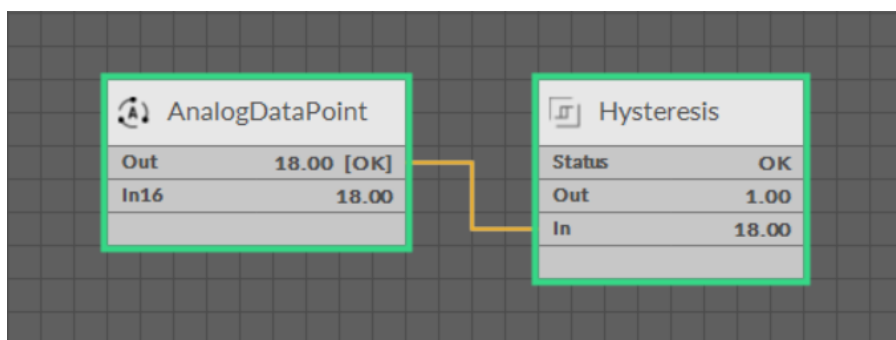 AnalogDataPoint
Out 18.00 [OK]
In16 18.00
Hysteresis
Status OK
Out 1.00
In 18.00